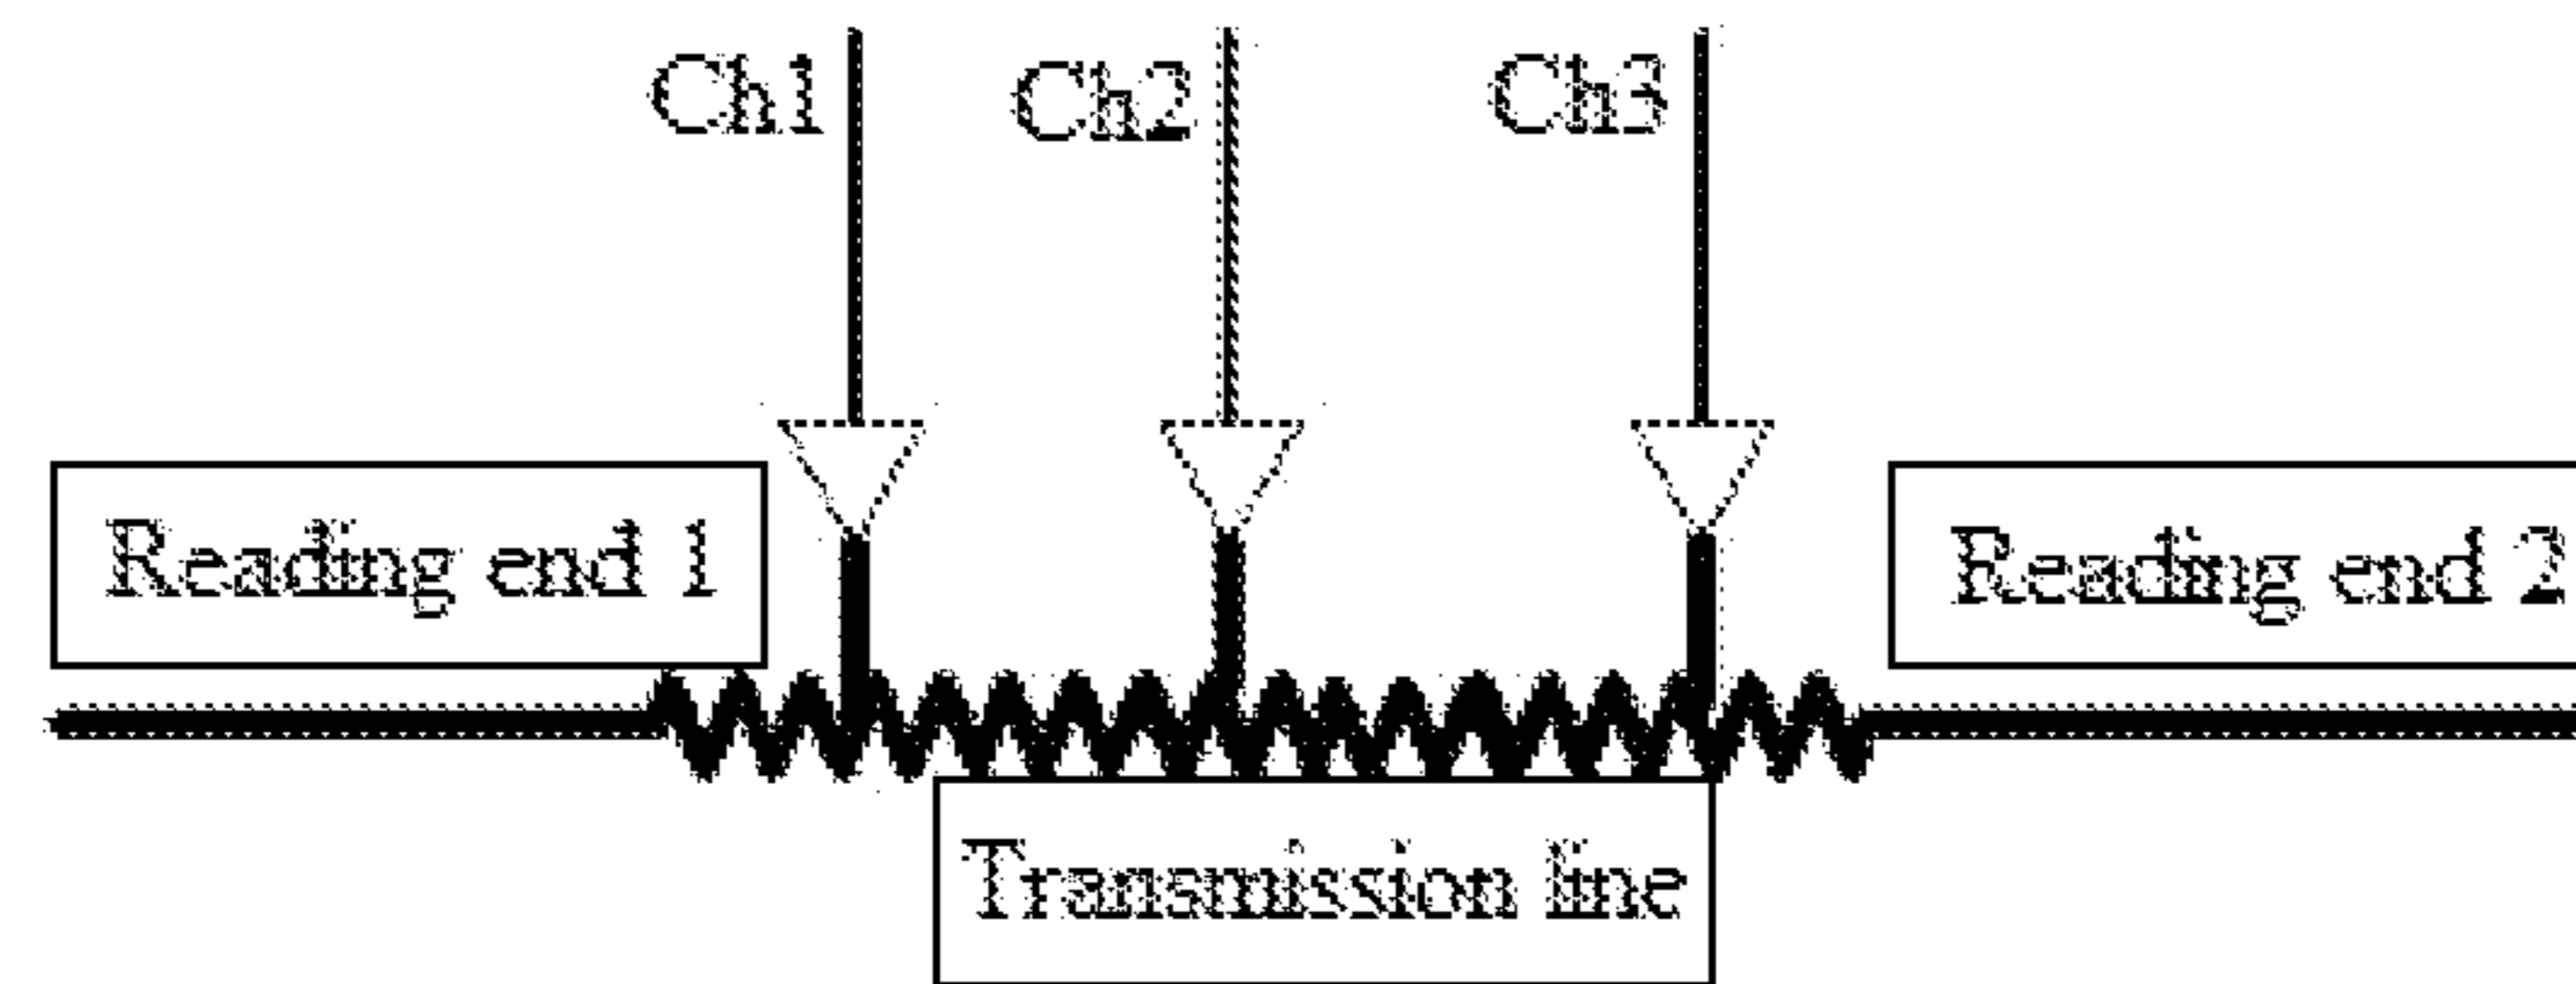 Ch1
Ch2
Ch3
Reading end 1
Reading end 2
Transmission line